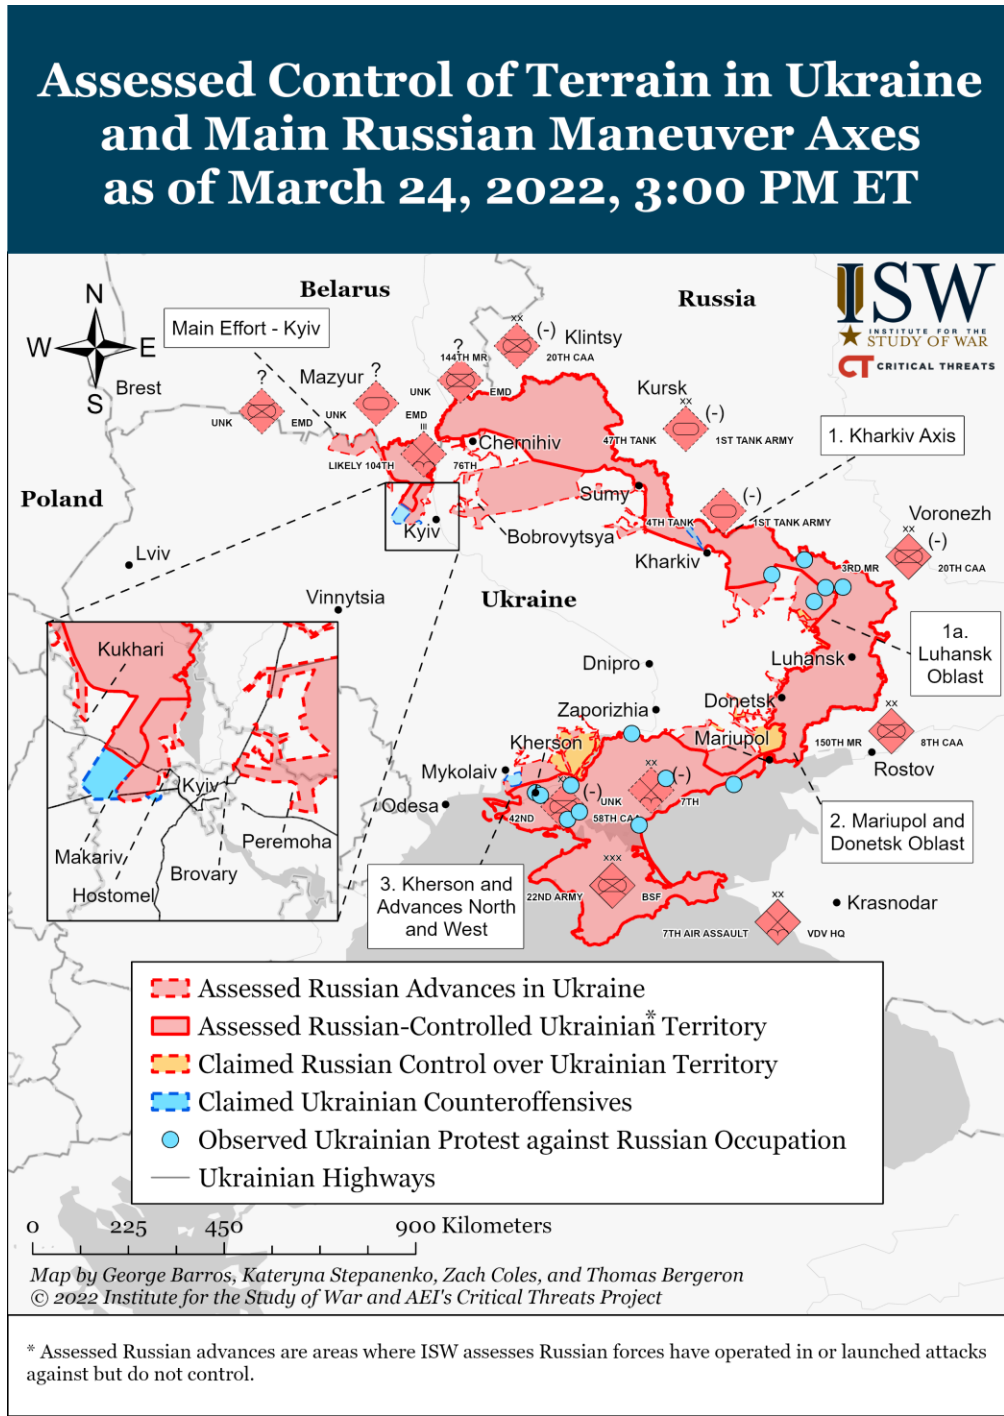 Assessed Control of Terrain in Ukraine
and Main Russian Maneuver Axes
as of March 24, 2022, 3:00 PM ET
N
W
E
S
Belarus
Russia
ISW
INSTITUTE FOR THE
STUDY OF WAR
CT CRITICAL THREATS
Main Effort - Kyiv
Brest
Mazyur
?
?
?
144TH MR
UNK
EMD
UNK
EMD
UNK
EMD
xx
(-)
Klintsy
20TH CAA
Kursk
xx
(-)
47TH TANK
1ST TANK ARMY
1. Kharkiv Axis
III
LIKELY 104TH
76TH
Chernihiv
Poland
Sumy
(-)
4TH TANK
1ST TANK ARMY
Voronezh
xx
(-)
3RD MR
20TH CAA
Kyiv
Bobrovytsya
Kharkiv
Lviv
Vinnytsia
Ukraine
1a.
Luhansk
Oblast
Kukhari
Dnipro
Luhansk
Zaporizhia
Donetsk
Kherson
Mariupol
xx
150TH MR
8TH CAA
Rostov
Mykolaiv
Odesa
xx
(-)
42ND
58TH CAA
xx
(-)
UNK
7TH
Kyiv
Makariv
Hostomel
Brovary
Peremoha
2. Mariupol and
Donetsk Oblast
3. Kherson and
Advances North
and West
xxx
22ND ARMY
BSF
Krasnodar
xx
7TH AIR ASSAULT
VDV HQ
Assessed Russian Advances in Ukraine
Assessed Russian-Controlled Ukrainian* Territory
Claimed Russian Control over Ukrainian Territory
Claimed Ukrainian Counteroffensives
Observed Ukrainian Protest against Russian Occupation
Ukrainian Highways
0 225 450 900 Kilometers
Map by George Barros, Kateryna Stepanenko, Zach Coles, and Thomas Bergeron
© 2022 Institute for the Study of War and AEI's Critical Threats Project
* Assessed Russian advances are areas where ISW assesses Russian forces have operated in or launched attacks
against but do not control.